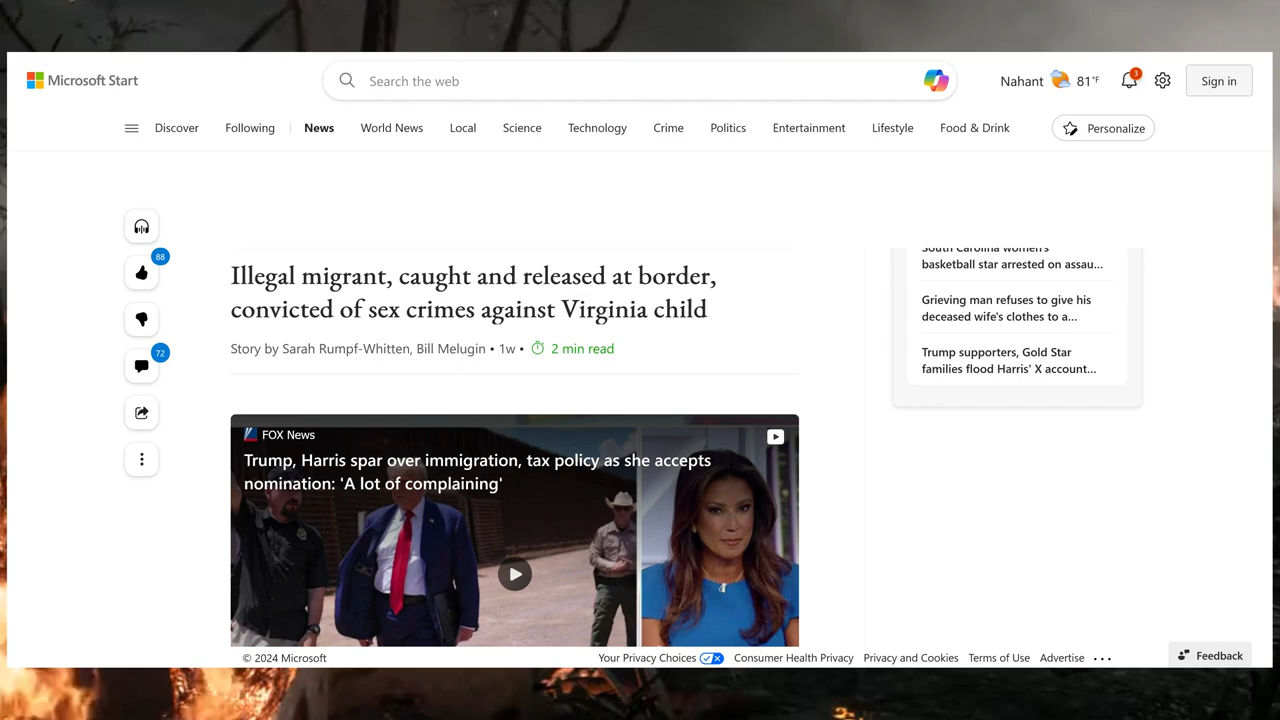 Microsoft Start
Search the web
Nahant 81°F
3
Sign in
Discover
Following
News
World News
Local
Science
Technology
Crime
Politics
Entertainment
Lifestyle
Food & Drink
Personalize
88
72
Illegal migrant, caught and released at border,
convicted of sex crimes against Virginia child
Story by Sarah Rumpf-Whitten, Bill Melugin • 1w • 2 min read
FOX News
Trump, Harris spar over immigration, tax policy as she accepts
nomination: 'A lot of complaining'
South Carolina women's
basketball star arrested on assau...
Grieving man refuses to give his
deceased wife's clothes to a...
Trump supporters, Gold Star
families flood Harris' X account...
© 2024 Microsoft
Your Privacy Choices
Consumer Health Privacy
Privacy and Cookies
Terms of Use
Advertise
...
Feedback